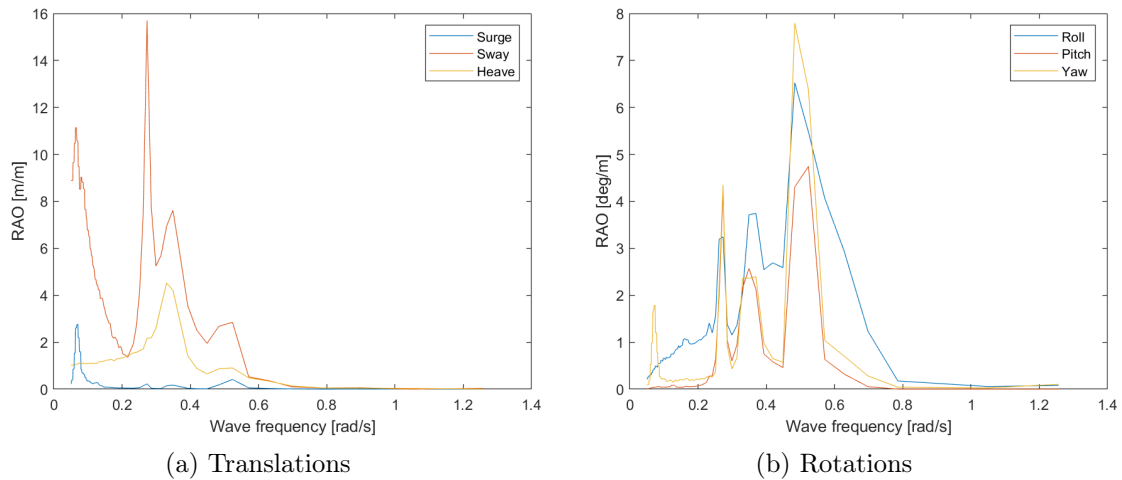 16
14
12
10
8
6
4
2
0
RAO [m/m]
Surge
Sway
Heave
0 0.2 0.4 0.6 0.8 1 1.2 1.4
Wave frequency [rad/s]
(a) Translations
8
7
6
5
4
3
2
1
0
RAO [deg/m]
Roll
Pitch
Yaw
0 0.2 0.4 0.6 0.8 1 1.2 1.4
Wave frequency [rad/s]
(b) Rotations